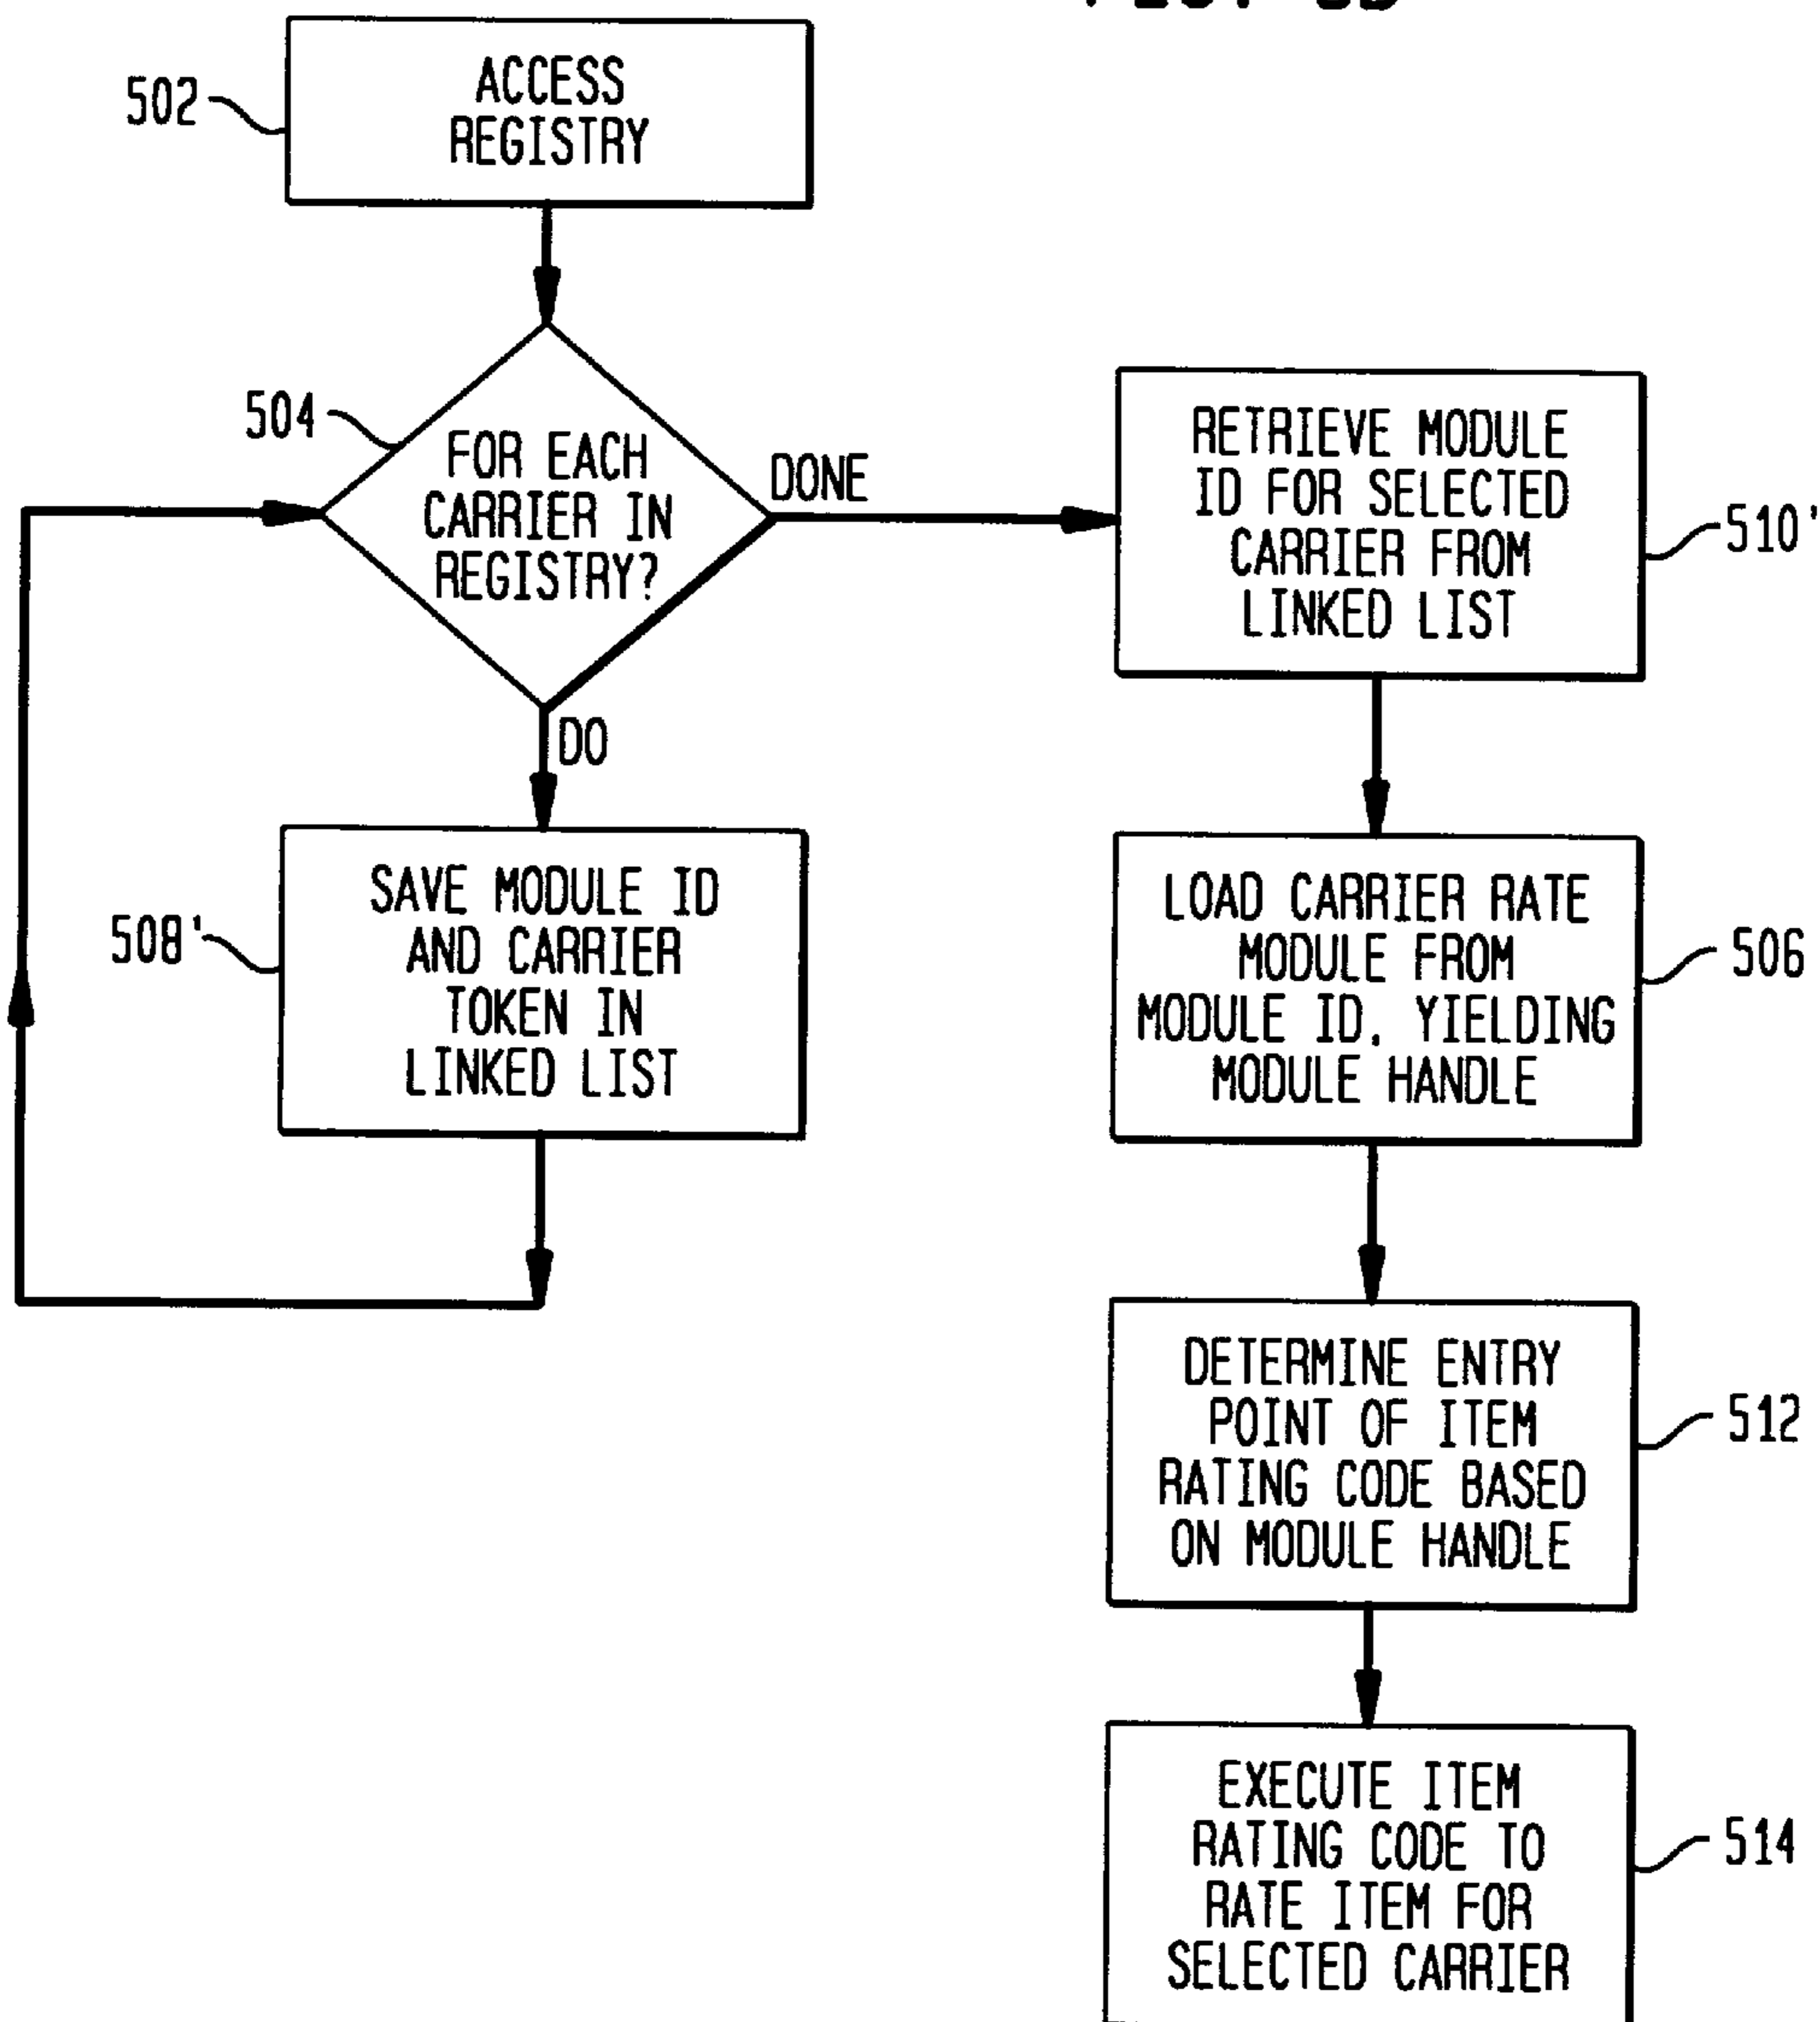 502
ACCESS
REGISTRY
504
FOR EACH
CARRIER IN
REGISTRY?
DONE
DO
508'
SAVE MODULE ID
AND CARRIER
TOKEN IN
LINKED LIST
RETRIEVE MODULE
ID FOR SELECTED
CARRIER FROM
LINKED LIST
510'
LOAD CARRIER RATE
MODULE FROM
MODULE ID, YIELDING
MODULE HANDLE
506
DETERMINE ENTRY
POINT OF ITEM
RATING CODE BASED
ON MODULE HANDLE
512
EXECUTE ITEM
RATING CODE TO
RATE ITEM FOR
SELECTED CARRIER
514